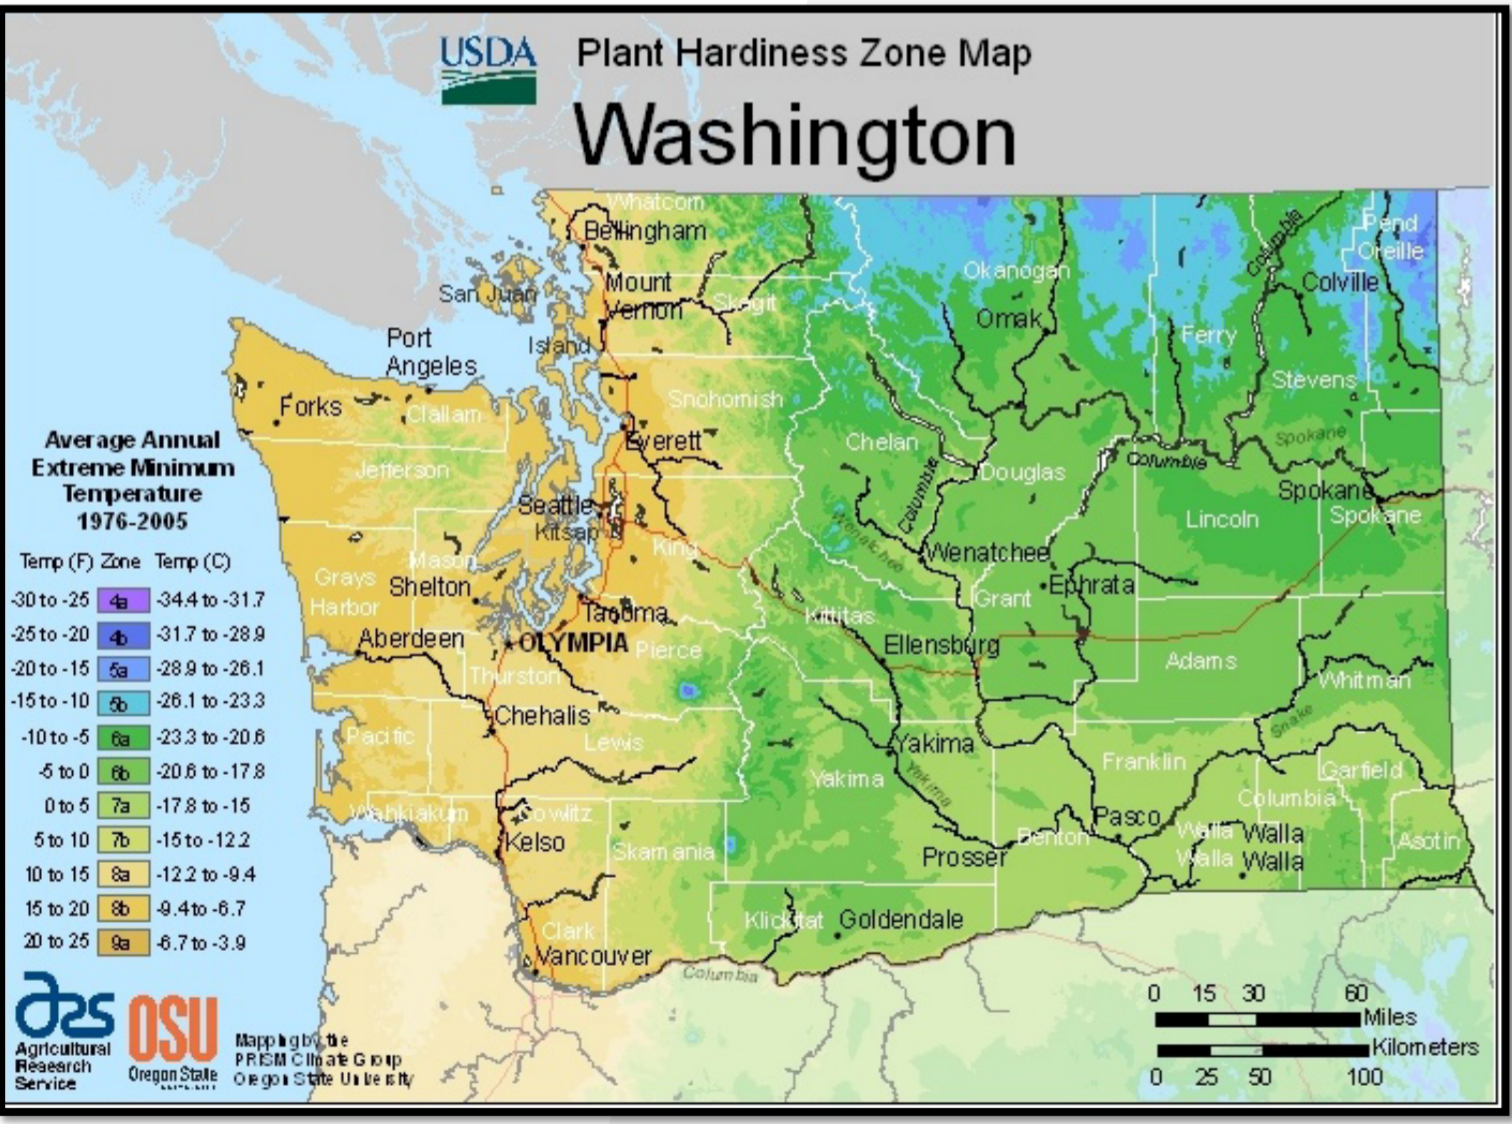 USDA
Plant Hardiness Zone Map
Washington
Whatcom
Bellingham
Mount
Vernon
Skagit
San Juan
Island
Port
Angeles
Forks
Clallam
Jefferson
Snohomish
Everett
Seattle
Kitsap
King
Mason
Shelton
Grays
Harbor
Aberdeen
Tacoma
OLYMPIA
Pierce
Thurston
Chehalis
Pacific
Lewis
Wahkiakum
Cowlitz
Kelso
Skamania
Clark
Vancouver
Columbia
Okanogan
Omak
Ferry
Columbia
Pend
Oreille
Colville
Stevens
Chelan
Columbia
Douglas
Columbia
Spokane
Spokane
Spokane
Lincoln
Wenatchee
Wenatchee
Ephrata
Grant
Kittitas
Ellensburg
Adams
Whitman
Snake
Yakima
Yakima
Yakima
Franklin
Garfield
Columbia
Pasco
Benton
Prosser
Walla
Walla
Walla
Walla
Asotin
Klickitat
Goldendale
Average Annual
Extreme Minimum
Temperature
1976-2005
Temp (F) Zone Temp (C)
-30 to -25 4a -34.4 to -31.7
-25 to -20 4b -31.7 to -28.9
-20 to -15 5a -28.9 to -26.1
-15 to -10 5b -26.1 to -23.3
-10 to -5 6a -23.3 to -20.6
-5 to 0 6b -20.6 to -17.8
0 to 5 7a -17.8 to -15
5 to 10 7b -15 to -12.2
10 to 15 8a -12.2 to -9.4
15 to 20 8b -9.4 to -6.7
20 to 25 9a -6.7 to -3.9
ars
Agricultural
Research
Service
OSU
Oregon State
Mapping by the
PRISM Climate Group
Oregon State University
0 15 30 60
Miles
Kilometers
0 25 50 100